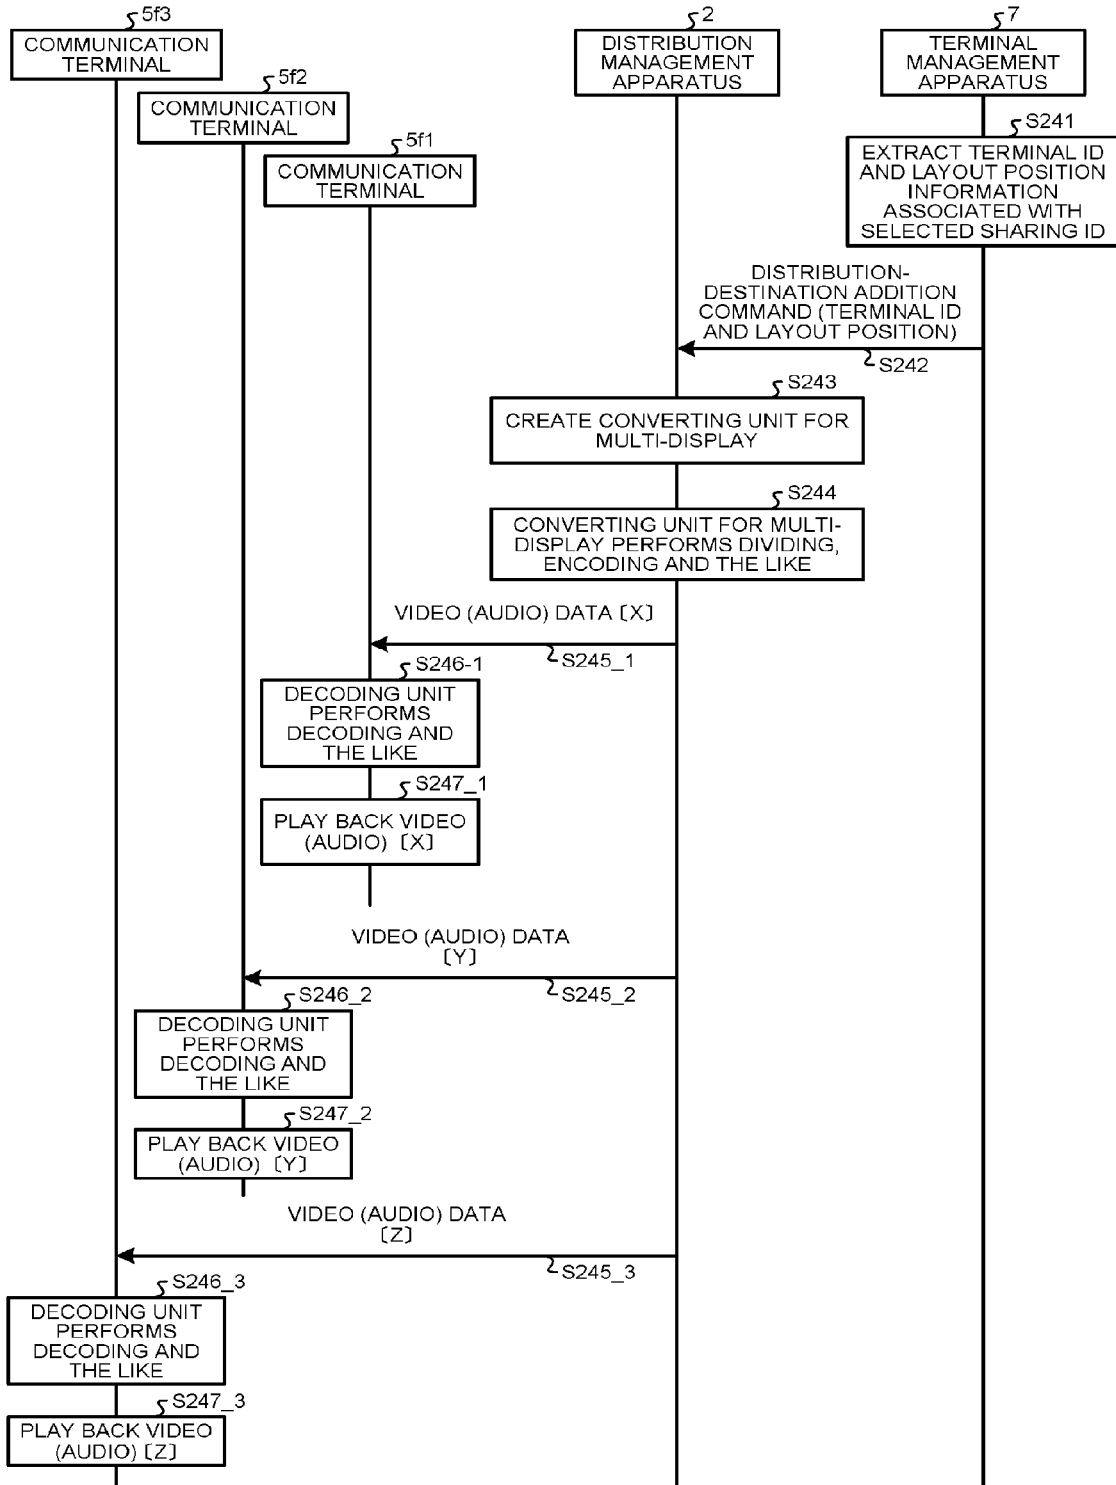 5f3
COMMUNICATION
TERMINAL
5f2
COMMUNICATION
TERMINAL
5f1
COMMUNICATION
TERMINAL
2
DISTRIBUTION
MANAGEMENT
APPARATUS
7
TERMINAL
MANAGEMENT
APPARATUS
S241
EXTRACT TERMINAL ID
AND LAYOUT POSITION
INFORMATION
ASSOCIATED WITH
SELECTED SHARING ID
DISTRIBUTION-
DESTINATION ADDITION
COMMAND (TERMINAL ID
AND LAYOUT POSITION)
S242
S243
CREATE CONVERTING UNIT FOR
MULTI-DISPLAY
S244
CONVERTING UNIT FOR MULTI-
DISPLAY PERFORMS DIVIDING,
ENCODING AND THE LIKE
VIDEO (AUDIO) DATA〔X〕
S245_1
S246-1
DECODING UNIT
PERFORMS
DECODING AND
THE LIKE
S247_1
PLAY BACK VIDEO
(AUDIO) 〔X〕
VIDEO (AUDIO) DATA
〔Y〕
S245_2
S246_2
DECODING UNIT
PERFORMS
DECODING AND
THE LIKE
S247_2
PLAY BACK VIDEO
(AUDIO) 〔Y〕
VIDEO (AUDIO) DATA
〔Z〕
S245_3
S246_3
DECODING UNIT
PERFORMS
DECODING AND
THE LIKE
S247_3
PLAY BACK VIDEO
(AUDIO)〔Z〕